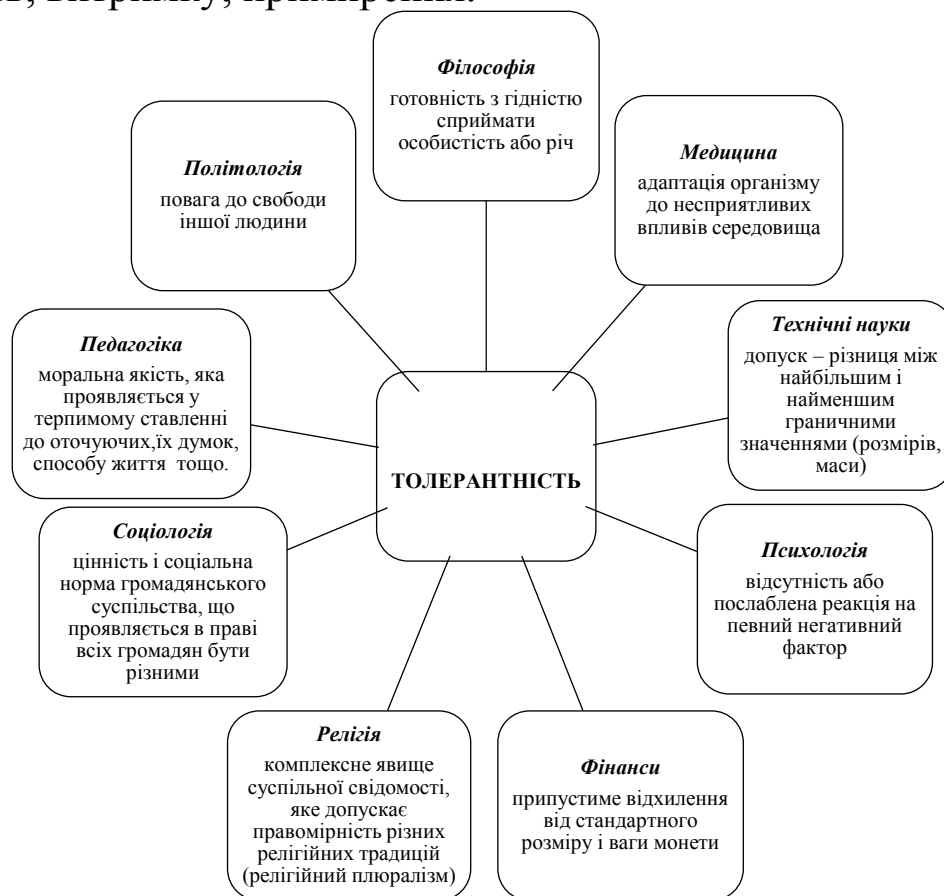 витримку, примирення.
Філософія
готовність з гідністю
сприймати
особистість або річ
Політологія
повага до свободи
іншої людини
Медицина
адаптація організму
до несприятливих
впливів середовища
Педагогіка
моральна якість, яка
проявляється у
терпимому ставленні
до оточуючих,їх думок,
способу життя тощо.
Технічні науки
допуск – різниця між
найбільшим і
найменшим
граничними
значеннями (розмірів,
маси)
ТОЛЕРАНТНІСТЬ
Соціологія
цінність і соціальна
норма громадянського
суспільства, що
проявляється в праві
всіх громадян бути
різними
Психологія
відсутність або
послаблена реакція на
певний негативний
фактор
Релігія
комплексне явище
суспільної свідомості,
яке допускає
правомірність різних
релігійних традицій
(релігійний плюралізм)
Фінанси
припустиме відхилення
від стандартного
розміру і ваги монети